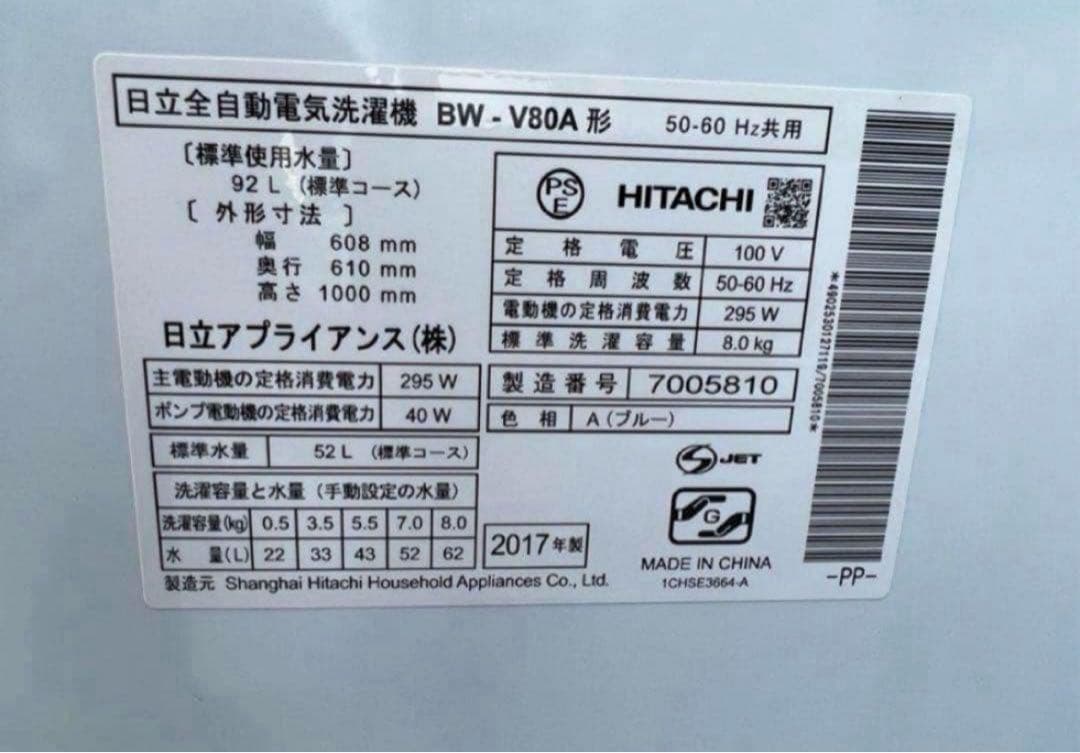 日立全自動電気洗濯機 BW-V80A形 50-60 Hz共用
〔標準使用水量〕
92 L (標準コース)
〔 外形寸法 〕
幅 608 mm
奥行 610 mm
高さ 1000 mm
日立アプライアンス(株)
主電動機の定格消費電力 295 W
ポンプ電動機の定格消費電力 40 W
標準水量 52 L (標準コース)
洗濯容量と水量 (手動設定の水量)
洗濯容量(kg) 0.5 3.5 5.5 7.0 8.0
水 量(L) 22 33 43 52 62
製造元 Shanghai Hitachi Household Appliances Co., Ltd.
PS
E
HITACHI
定格電圧 100 V
定格周波数 50-60 Hz
電動機の定格消費電力 295 W
標準洗濯容量 8.0 kg
製造番号 7005810
色相 A (ブルー)
S JET
G
2017年製
MADE IN CHINA
1CHSE3664-A
*4902530127119/7005810*
-PP-